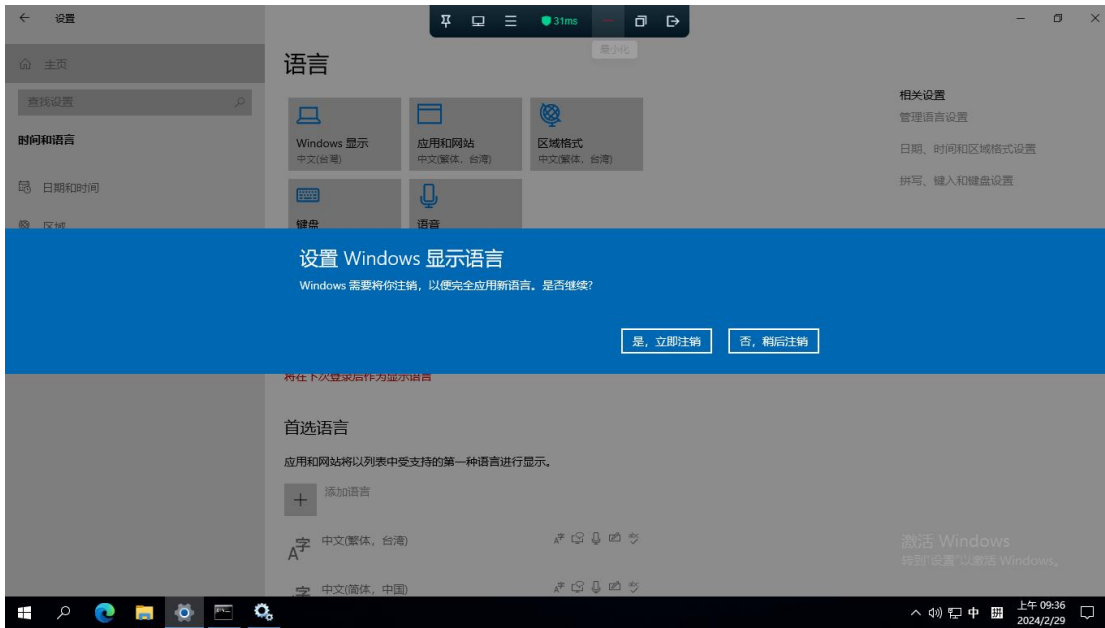 设置
31ms
最小化
主页
语言
查找设置
相关设置
管理语言设置
时间和语言
Windows 显示
中文(台灣)
应用和网站
中文(繁体，台湾)
区域格式
中文(繁体，台湾)
日期、时间和区域格式设置
拼写、键入和键盘设置
日期和时间
区域
键盘
语音
设置 Windows 显示语言
Windows 需要将你注销，以便完全应用新语言。是否继续?
是，立即注销
否，稍后注销
将在下次登录后作为显示语言
首选语言
应用和网站将以列表中受支持的第一种语言进行显示。
添加语言
中文(繁体，台湾)
中文(简体，中国)
激活 Windows
转到"设置"以激活 Windows。
中
拼
上午 09:36
2024/2/29